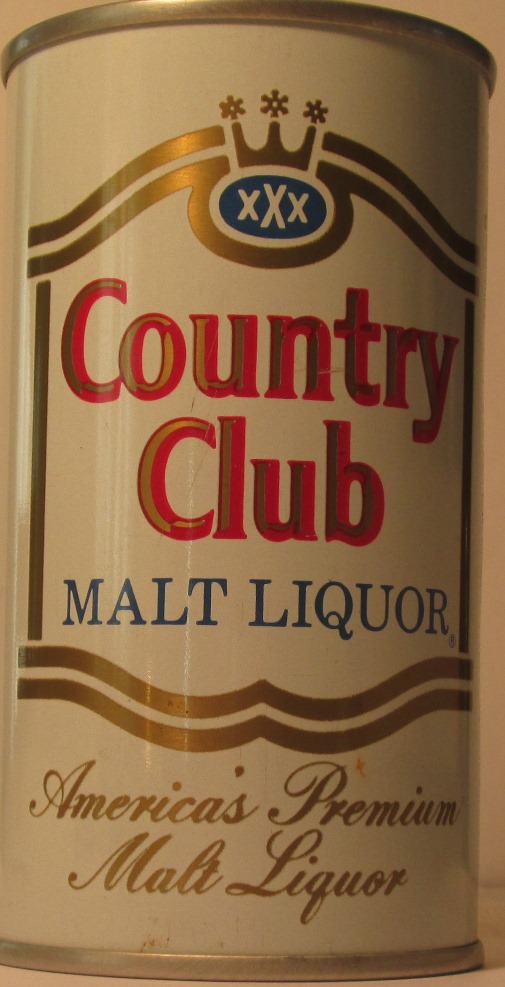 XXX
Country
Club
MALT LIQUOR®
America's Premium
Malt Liquor